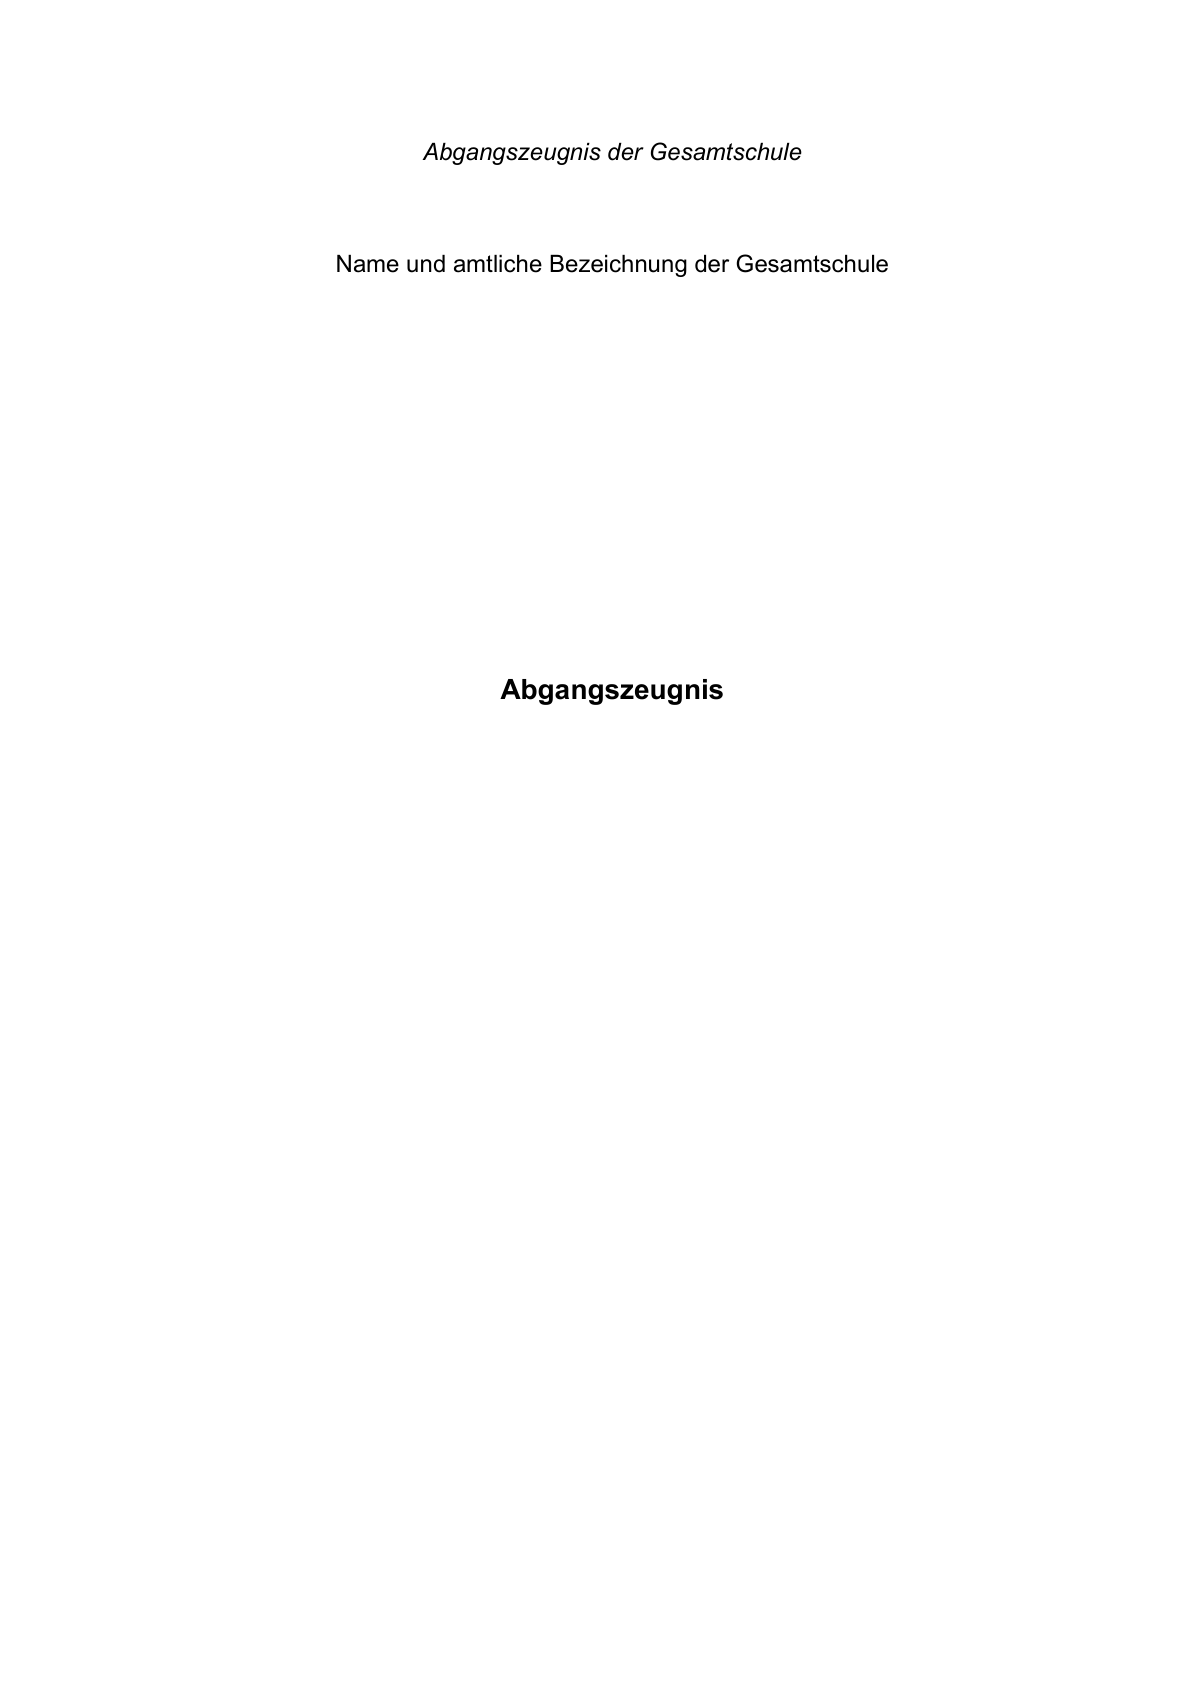 Abgangszeugnis der Gesamtschule
Name und amtliche Bezeichnung der Gesamtschule
Abgangszeugnis